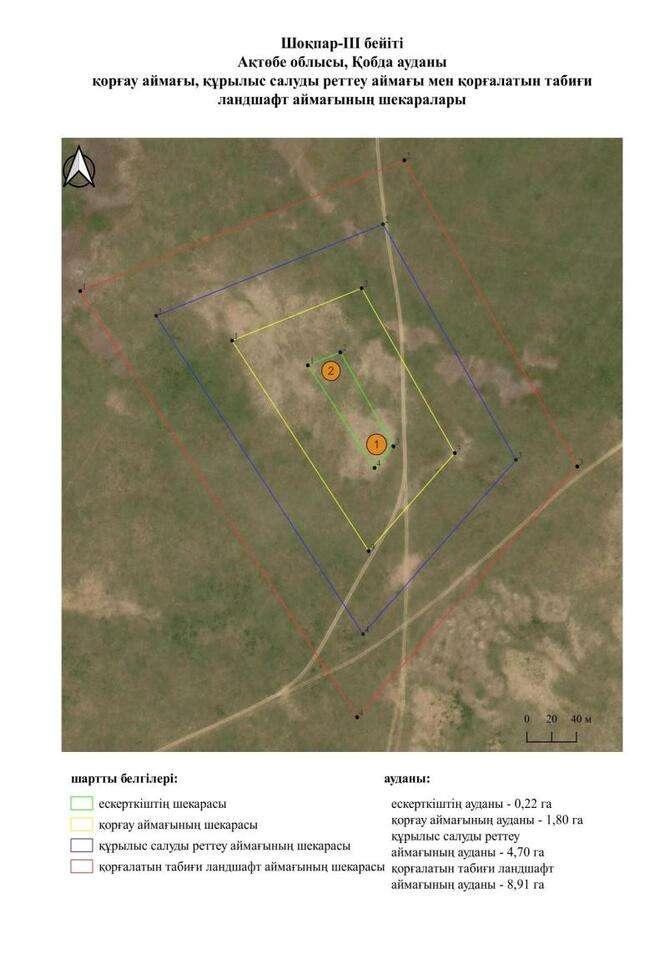 Шоқпар-III бейіті
Ақтөбе облысы, Қобда ауданы
қорғау аймағы, құрылыс салуды реттеу аймағы мен қорғалатын табиғи
ландшафт аймағының шекаралары
2
1
0 20 40 м
шартты белгілері:
ескерткіштің шекарасы
қорғау аймағының шекарасы
құрылыс салуды реттеу аймағының шекарасы
қорғалатын табиғи ландшафт аймағының шекарасы
ауданы:
ескерткіштің ауданы - 0,22 га
қорғау аймағының ауданы - 1,80 га
құрылыс салуды реттеу
аймағының ауданы - 4,70 га
қорғалатын табиғи ландшафт
аймағының ауданы - 8,91 га